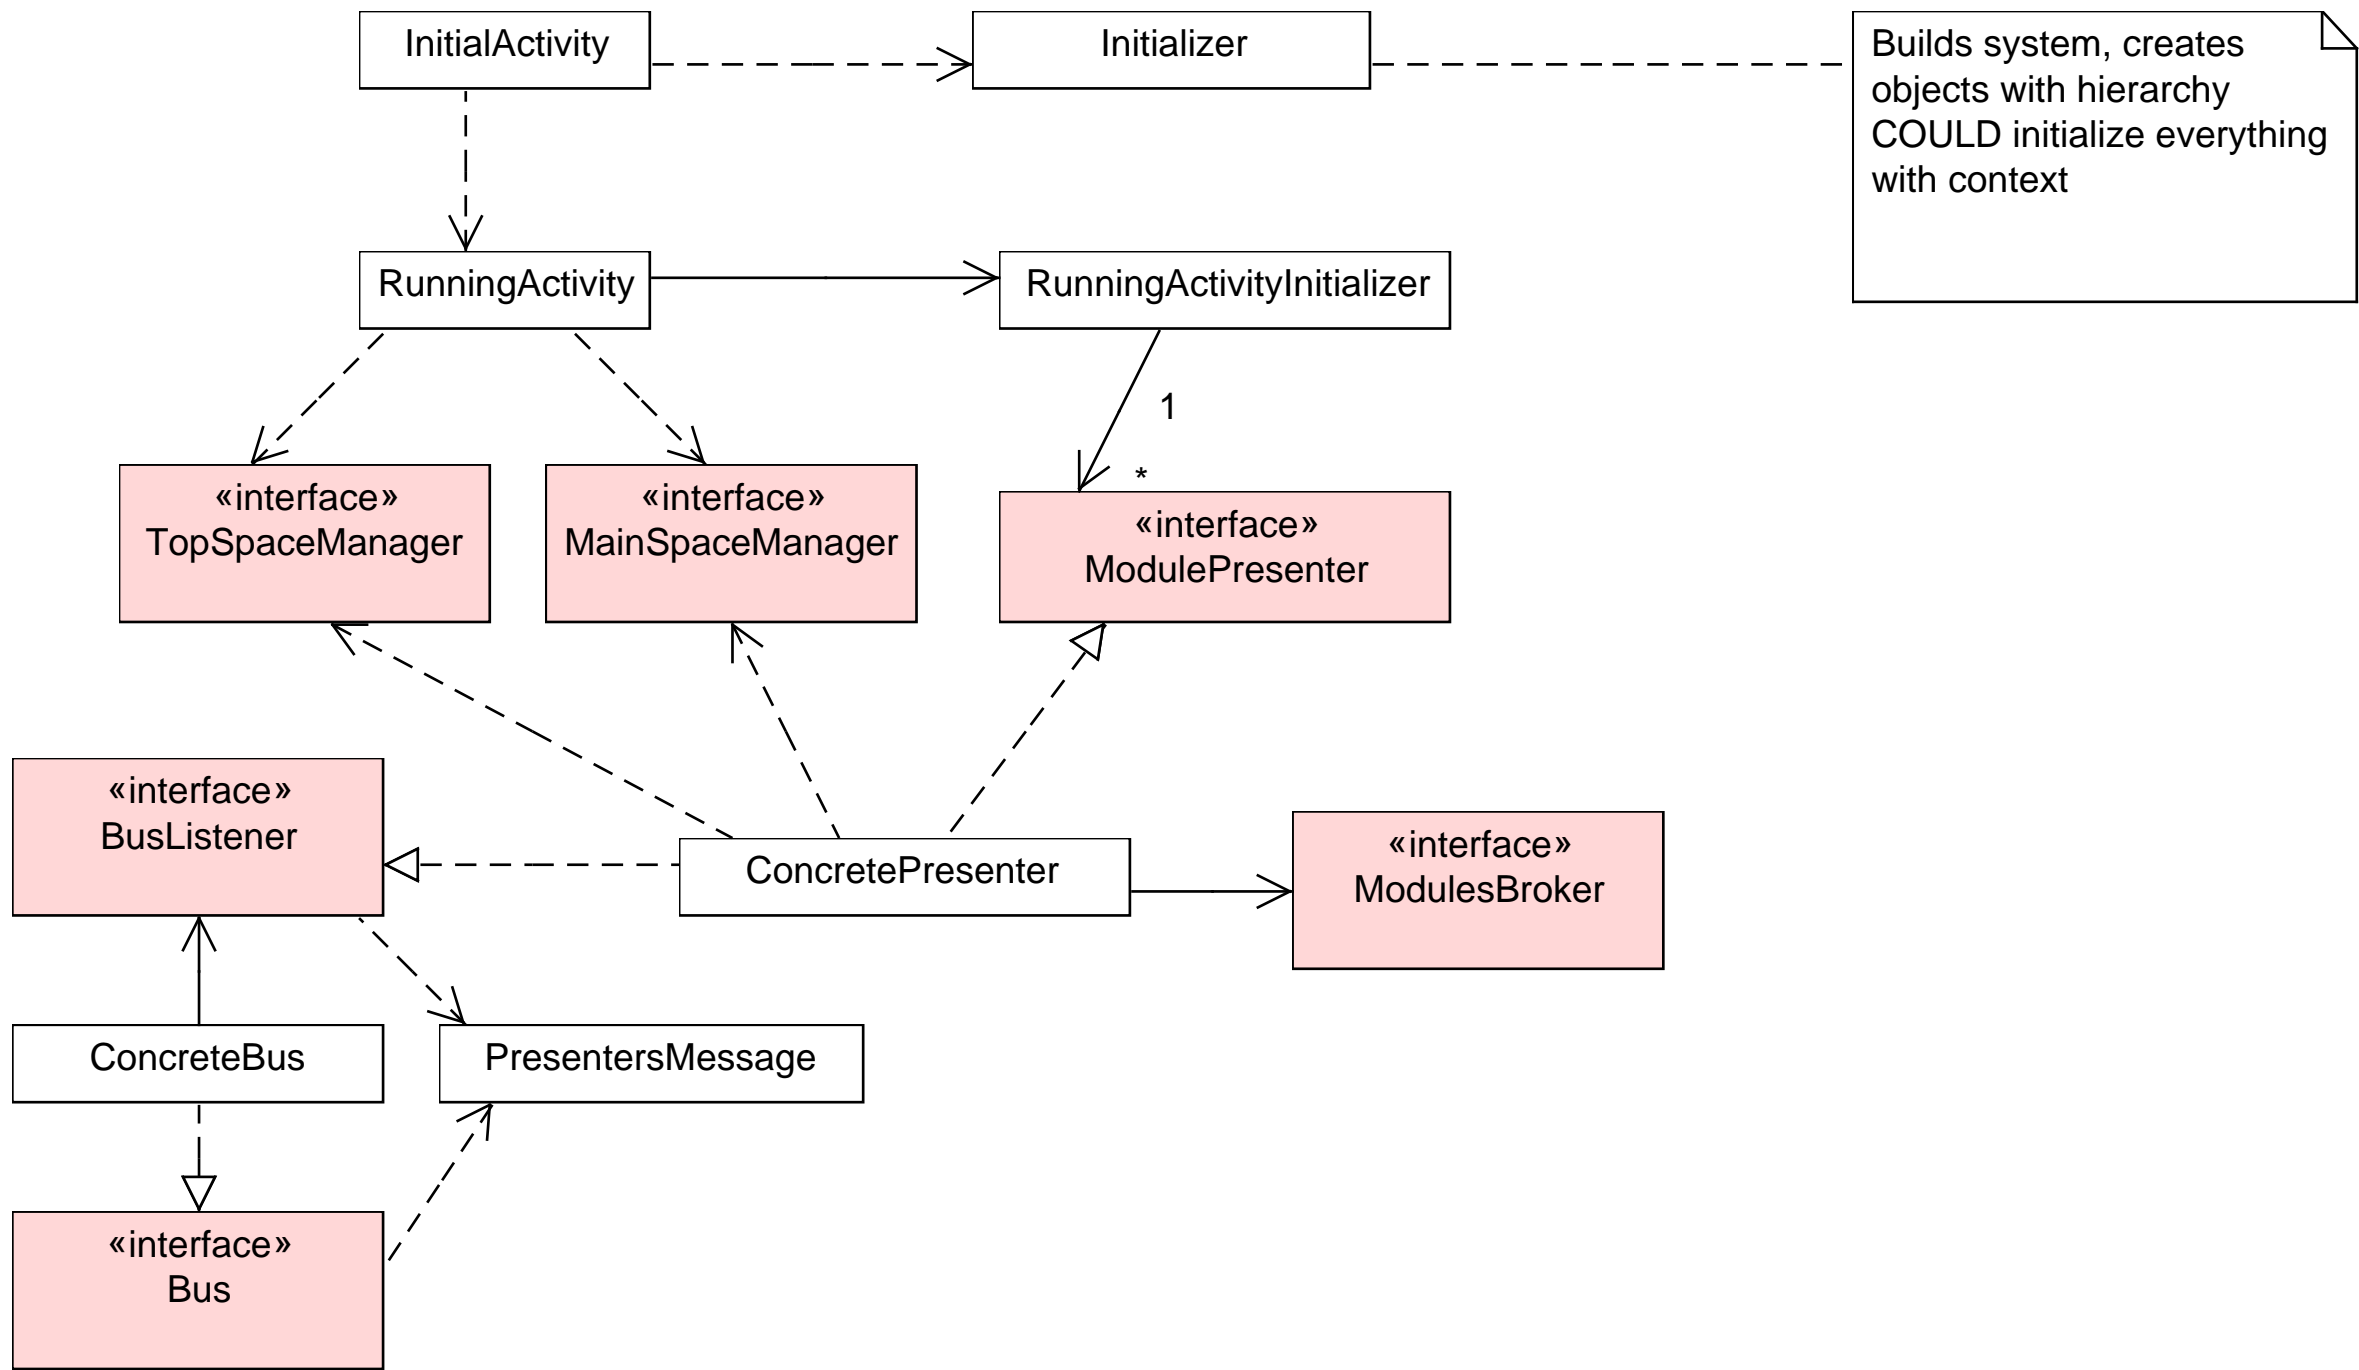 InitialActivity
Initializer
Builds system, creates
objects with hierarchy
COULD initialize everything
with context
RunningActivity
RunningActivityInitializer
1
*
«interface»
TopSpaceManager
«interface»
MainSpaceManager
«interface»
ModulePresenter
«interface»
BusListener
ConcretePresenter
«interface»
ModulesBroker
ConcreteBus
PresentersMessage
«interface»
Bus